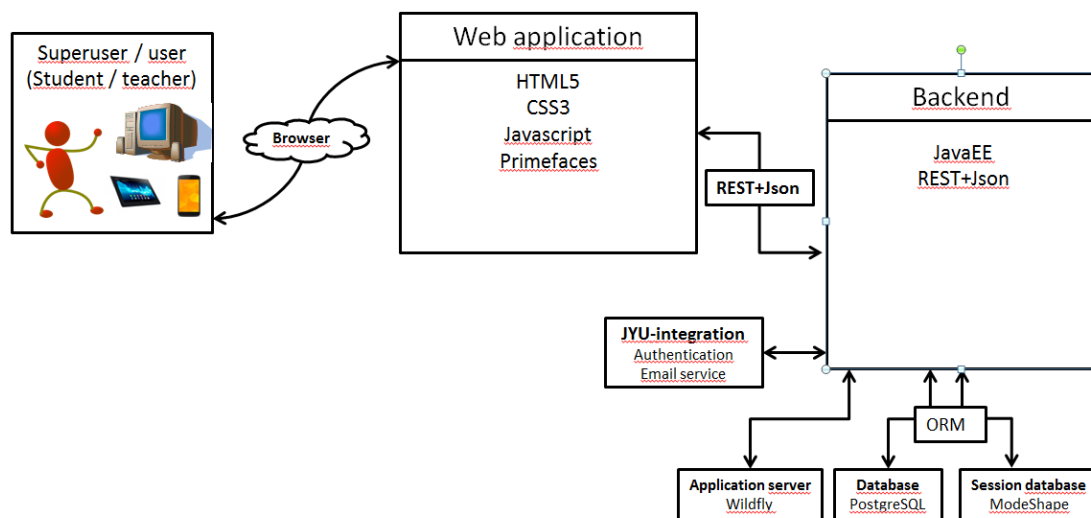 Superuser / user
(Student / teacher)
Browser
Web application
HTML5
CSS3
Javascript
Primefaces
REST+Json
Backend
JavaEE
REST+Json
JYU-integration
Authentication
Email service
ORM
Application server
Wildfly
Database
PostgreSQL
Session database
ModeShape